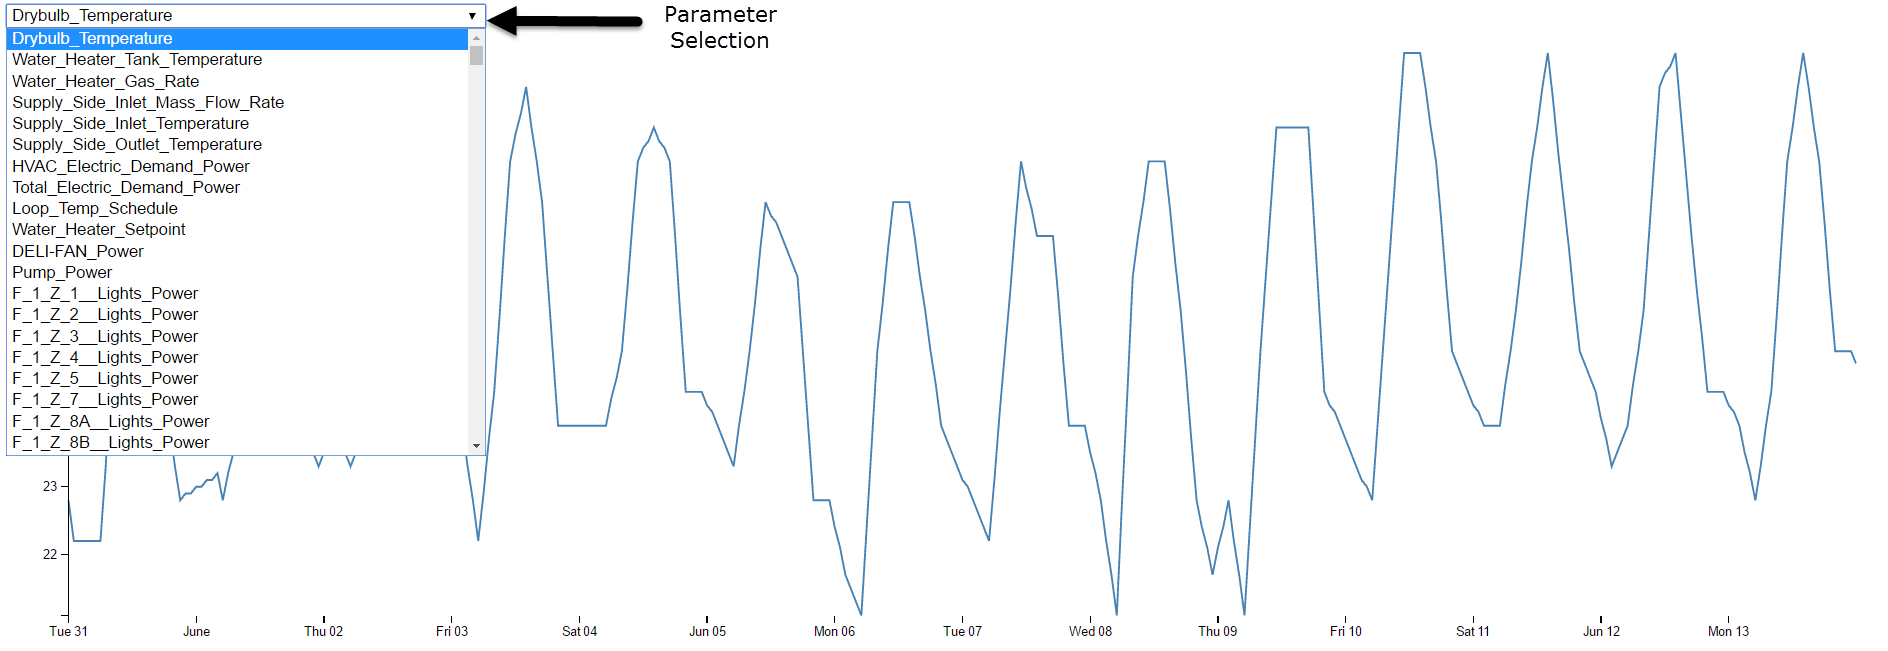 Drybulb_Temperature
Parameter
Selection
Drybulb_Temperature
Water_Heater_Tank_Temperature
Water_Heater_Gas_Rate
Supply_Side_Inlet_Mass_Flow_Rate
Supply_Side_Inlet_Temperature
Supply_Side_Outlet_Temperature
HVAC_Electric_Demand_Power
Total_Electric_Demand_Power
Loop_Temp_Schedule
Water_Heater_Setpoint
DELI-FAN_Power
Pump_Power
F_1_Z_1__Lights_Power
F_1_Z_2__Lights_Power
F_1_Z_3__Lights_Power
F_1_Z_4__Lights_Power
F_1_Z_5__Lights_Power
F_1_Z_7__Lights_Power
F_1_Z_8A__Lights_Power
F_1_Z_8B__Lights_Power
23
22
Tue 31 June Thu 02 Fri 03 Sat 04 Jun 05 Mon 06 Tue 07 Wed 08 Thu 09 Fri 10 Sat 11 Jun 12 Mon 13